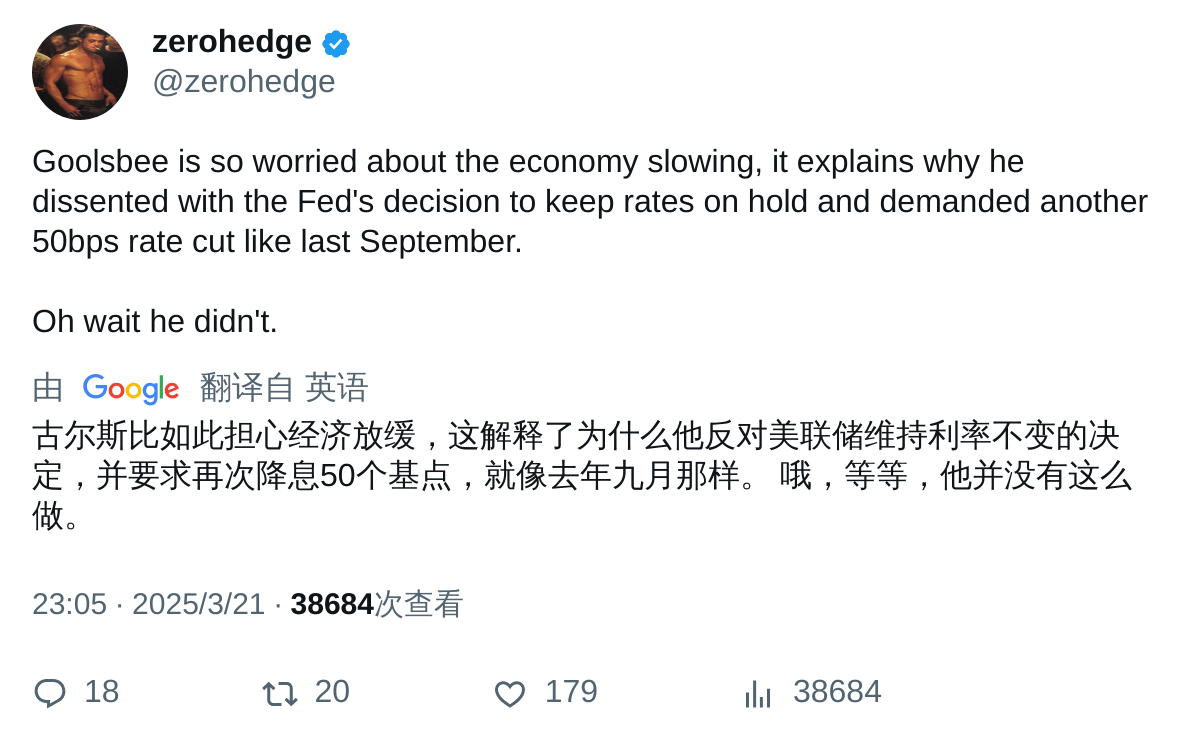 zerohedge
@zerohedge
Goolsbee is so worried about the economy slowing, it explains why he
dissented with the Fed's decision to keep rates on hold and demanded another
50bps rate cut like last September.
Oh wait he didn't.
由 Google 翻译自 英语
古尔斯比如此担心经济放缓，这解释了为什么他反对美联储维持利率不变的决
定，并要求再次降息50个基点，就像去年九月那样。 哦，等等，他并没有这么
做。
23:05 · 2025/3/21 · 38684次查看
18 20 179 38684